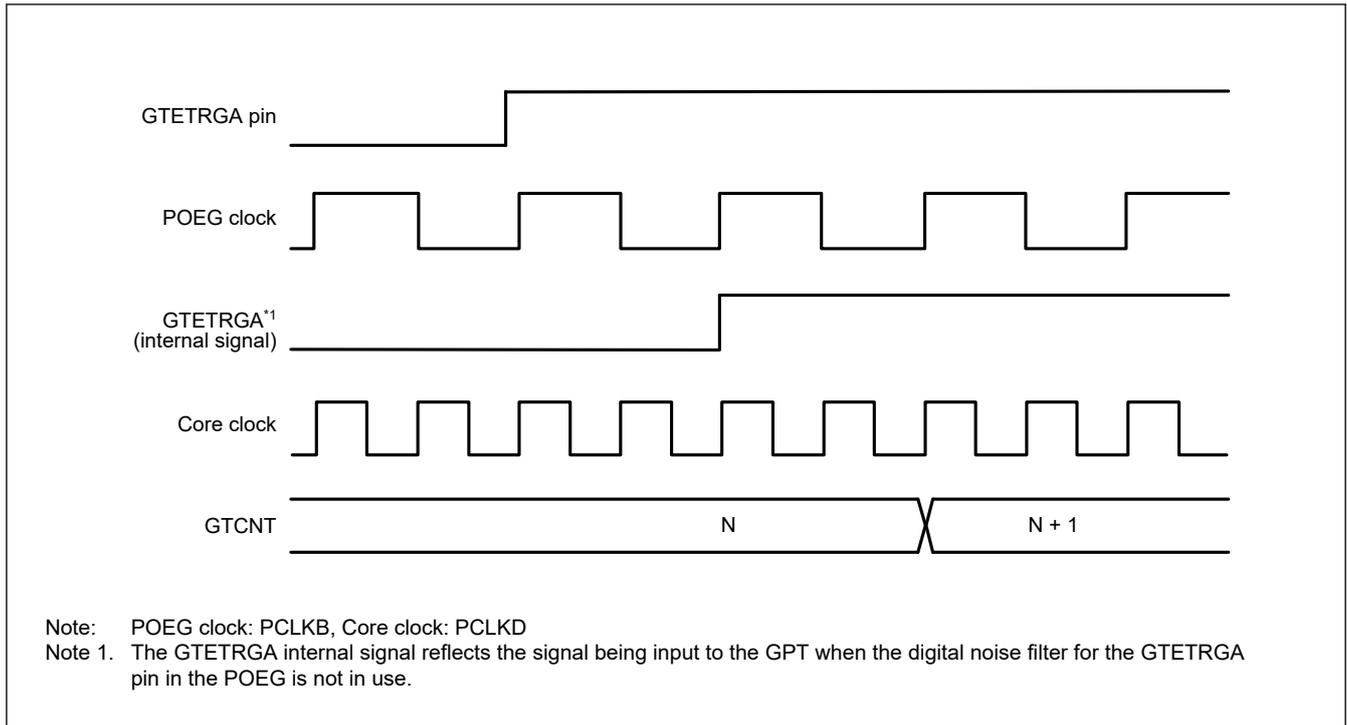 GTETRGA pin
POEG clock
GTETRGA*1
(internal signal)
Core clock
GTCNT
N
N + 1
Note: POEG clock: PCLKB, Core clock: PCLKD
Note 1. The GTETRGA internal signal reflects the signal being input to the GPT when the digital noise filter for the GTETRGA
pin in the POEG is not in use.